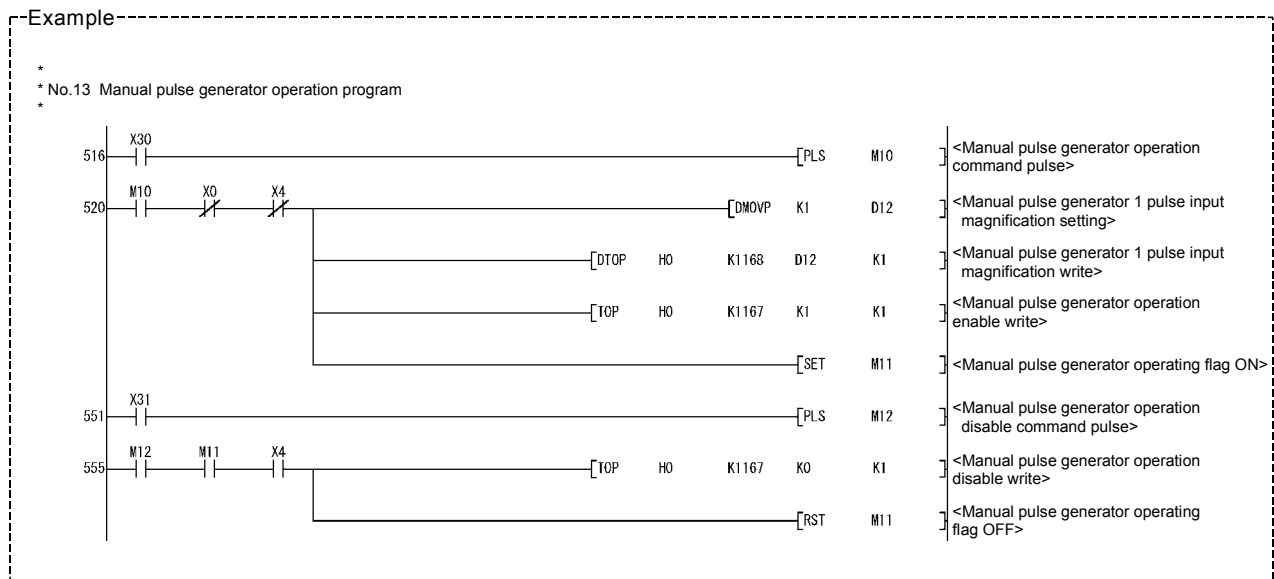 Example
*
* No.13 Manual pulse generator operation program
*
X30
516 [PLS M10 ] <Manual pulse generator operation
command pulse>
M10 X0 X4
520 [DMOVP K1 D12 ] <Manual pulse generator 1 pulse input
magnification setting>
[DTOP H0 K1168 D12 K1 ] <Manual pulse generator 1 pulse input
magnification write>
[TOP H0 K1167 K1 K1 ] <Manual pulse generator operation
enable write>
[SET M11 ] <Manual pulse generator operating flag ON>
X31
551 [PLS M12 ] <Manual pulse generator operation
disable command pulse>
M12 M11 X4
555 [TOP H0 K1167 K0 K1 ] <Manual pulse generator operation
disable write>
[RST M11 ] <Manual pulse generator operating
flag OFF>